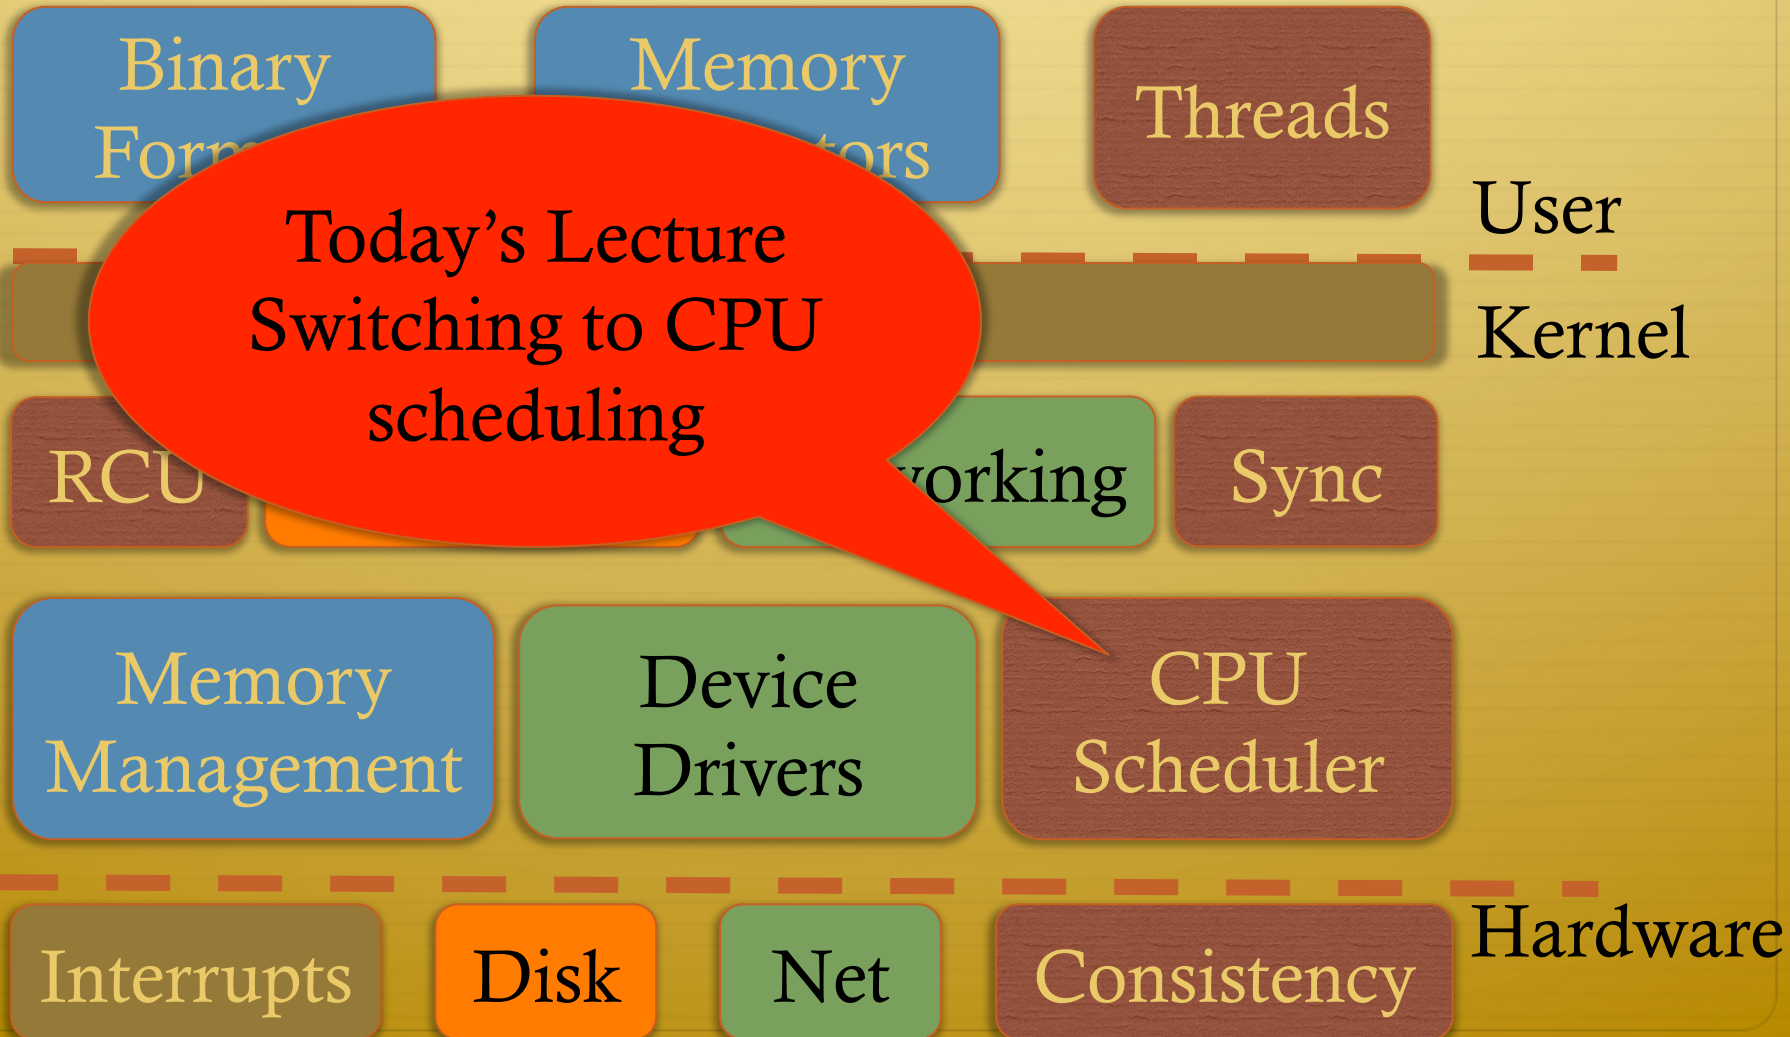 Binary
Memory
Threads
User
Today’s Lecture
Switching to CPU
scheduling
Kernel
RCU
Sync
Memory
Management
Device
Drivers
CPU
Scheduler
Hardware
Interrupts
Disk
Net
Consistency